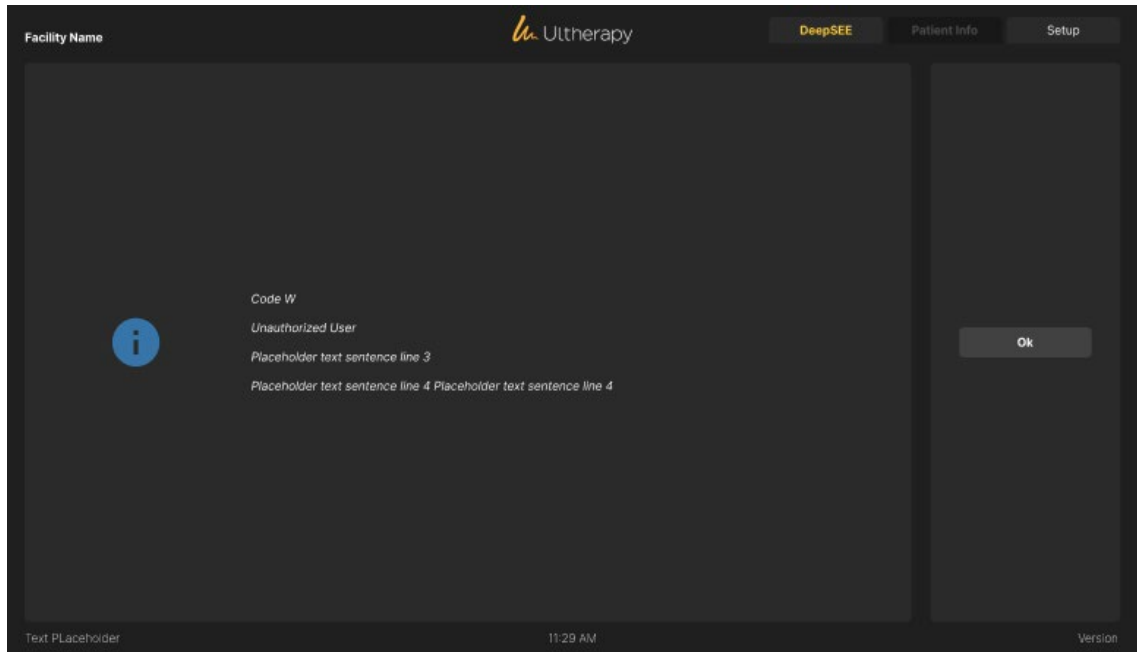 Facility Name
Ultherapy
DeepSEE
Patient Info
Setup
Code W
Unauthorized User
Placeholder text sentence line 3
Placeholder text sentence line 4 Placeholder text sentence line 4
Ok
Text PLaceholder
11:29 AM
Version